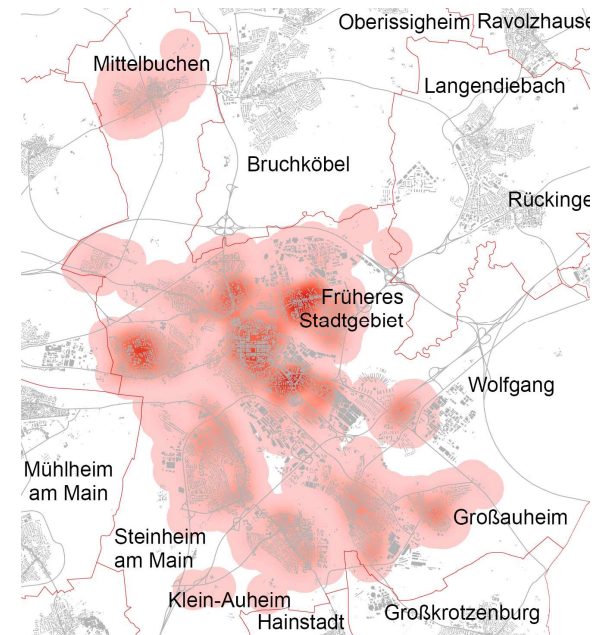 Oberissigheim
Ravolzhause
Mittelbuchen
Langendiebach
Bruchköbel
Rückinge
Früheres
Stadtgebiet
Wolfgang
Mühlheim
am Main
Großauheim
Steinheim
am Main
Klein-Auheim
Großkrotzenburg
Hainstadt